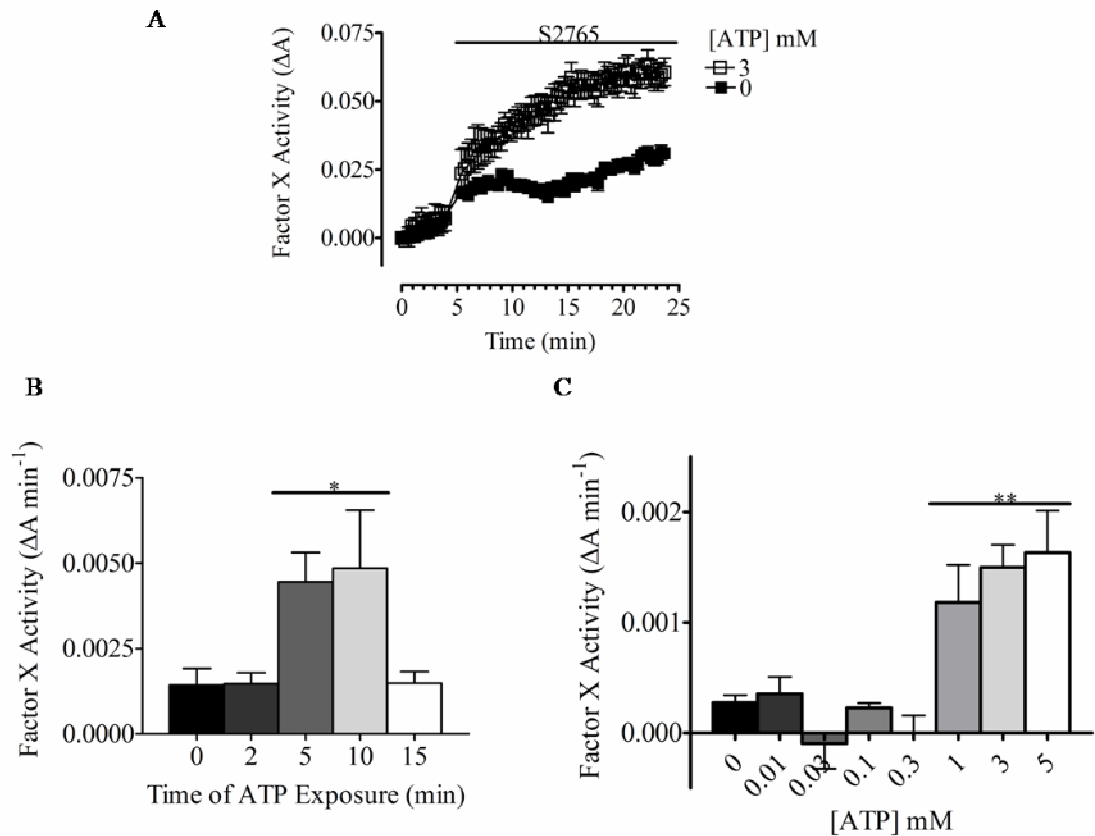 A
S2765
[ATP] mM
3
0
Factor X Activity (ΔA)
0.075
0.050
0.025
0.000
0 5 10 15 20 25
Time (min)
B
Factor X Activity (ΔA min⁻¹)
0.0075
0.0050
0.0025
0.0000
*
0 2 5 10 15
Time of ATP Exposure (min)
C
Factor X Activity (ΔA min⁻¹)
0.002
0.001
0.000
**
0 0.01 0.03 0.1 0.3 1 3 5
[ATP] mM